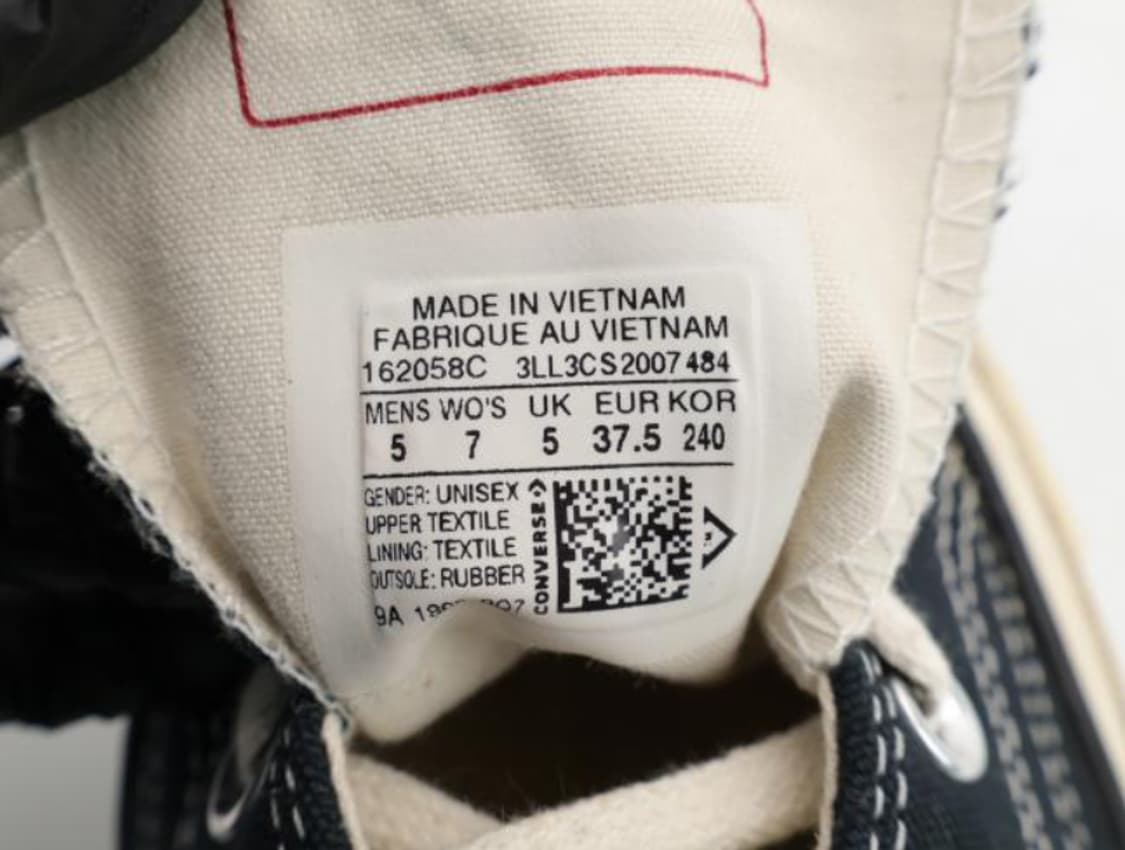 MADE IN VIETNAM
FABRIQUE AU VIETNAM
162058C 3LL3CS2007484
MENS WO'S UK EUR KOR
5 7 5 37.5 240
GENDER: UNISEX
UPPER TEXTILE
LINING: TEXTILE
OUTSOLE: RUBBER
9A
CONVERSE